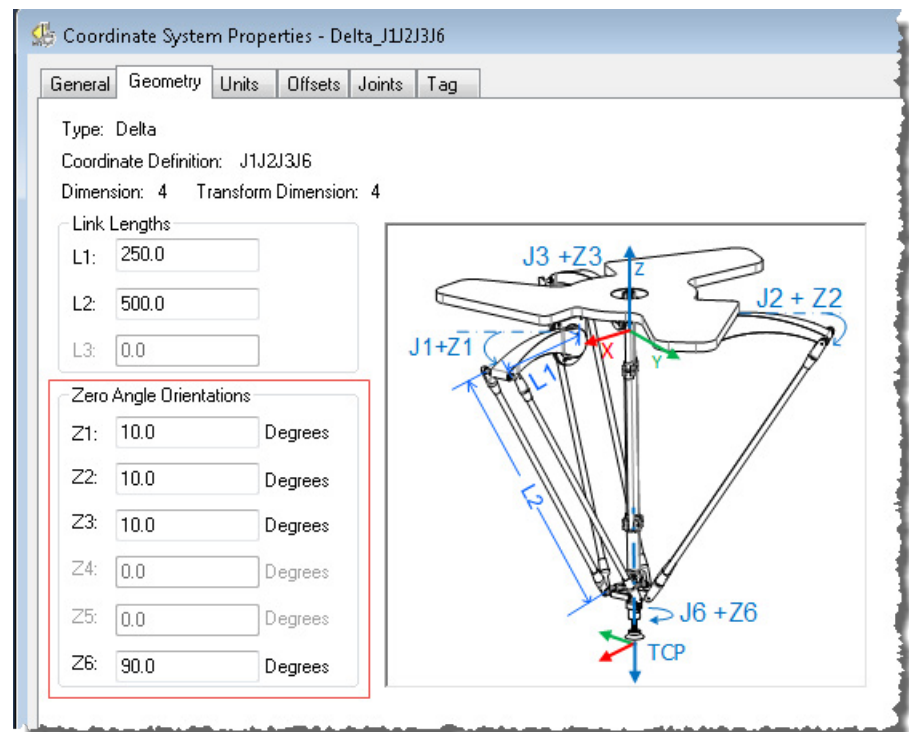 Coordinate System Properties - Delta_J1J2J3J6
General Geometry Units Offsets Joints Tag
Type: Delta
Coordinate Definition: J1J2J3J6
Dimension: 4 Transform Dimension: 4
Link Lengths
L1: 250.0
L2: 500.0
L3: 0.0
Zero Angle Orientations
Z1: 10.0 Degrees
Z2: 10.0 Degrees
Z3: 10.0 Degrees
Z4: 0.0 Degrees
Z5: 0.0 Degrees
Z6: 90.0 Degrees
J3 +Z3
Z
J2 + Z2
J1+Z1
X
Y
L1
L2
J6 +Z6
TCP